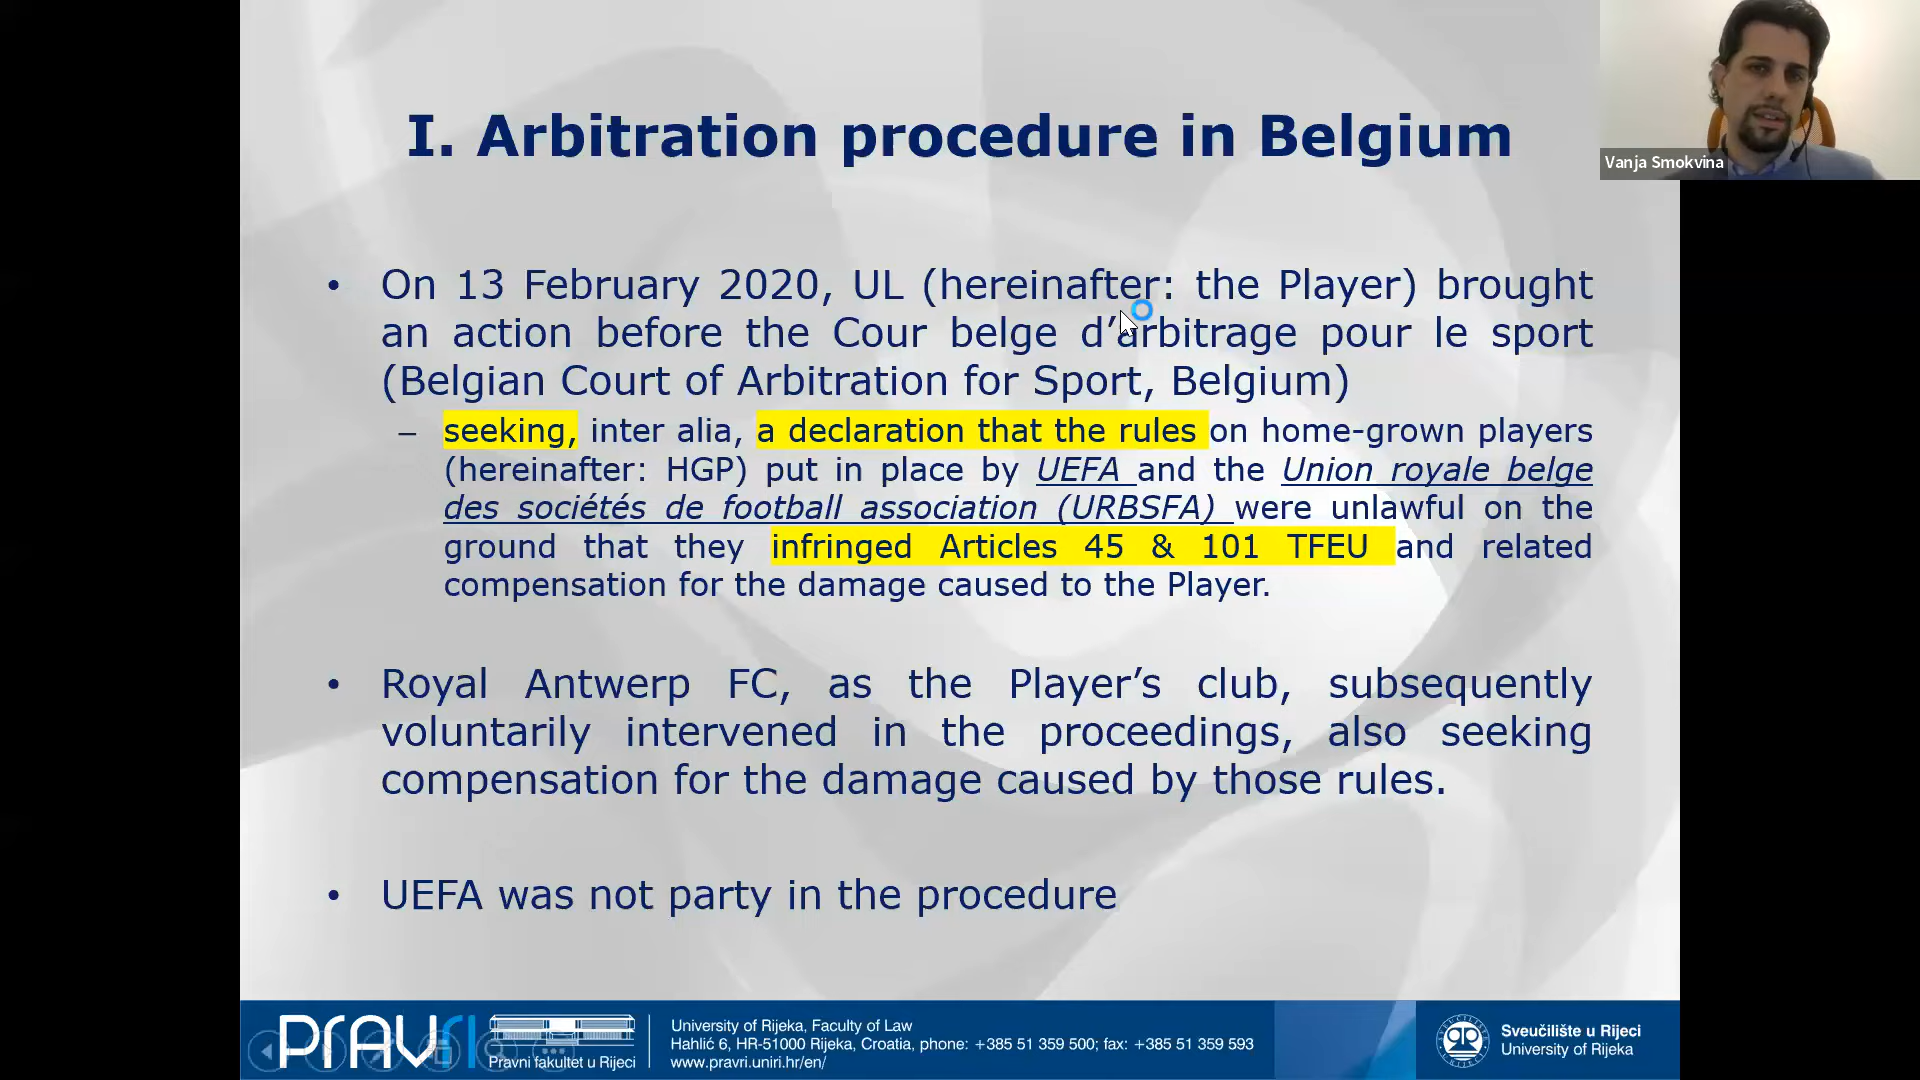 I. Arbitration procedure in Belgium
Vanja Smokvina
• On 13 February 2020, UL (hereinafter: the Player) brought
an action before the Cour belge d’arbitrage pour le sport
(Belgian Court of Arbitration for Sport, Belgium)
– seeking, inter alia, a declaration that the rules on home-grown players
(hereinafter: HGP) put in place by UEFA and the Union royale belge
des sociétés de football association (URBSFA) were unlawful on the
ground that they infringed Articles 45 & 101 TFEU and related
compensation for the damage caused to the Player.
• Royal Antwerp FC, as the Player’s club, subsequently
voluntarily intervened in the proceedings, also seeking
compensation for the damage caused by those rules.
• UEFA was not party in the procedure
pravri
Pravni fakultet u Rijeci
University of Rijeka, Faculty of Law
Hahlić 6, HR-51000 Rijeka, Croatia, phone: +385 51 359 500; fax: +385 51 359 593
www.pravri.uniri.hr/en/
Sveučilište u Rijeci
University of Rijeka